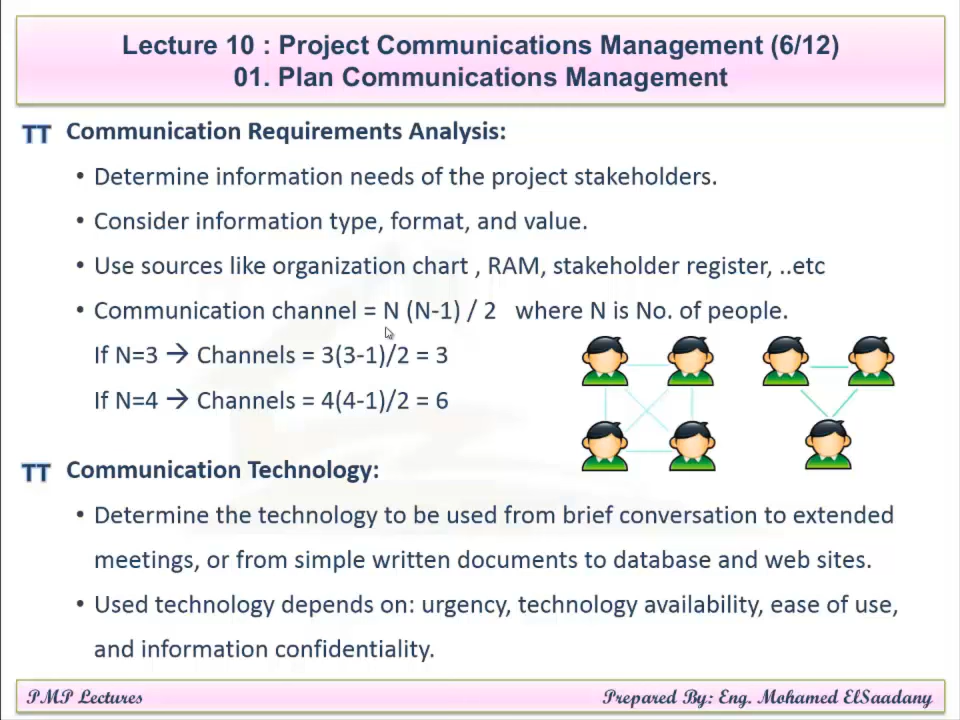 Lecture 10 : Project Communications Management (6/12)
01. Plan Communications Management
Communication Requirements Analysis:
• Determine information needs of the project stakeholders.
• Consider information type, format, and value.
• Use sources like organization chart , RAM, stakeholder register, ..etc
• Communication channel = N (N-1) / 2 where N is No. of people.
If N=3 → Channels = 3(3-1)/2 = 3
If N=4 → Channels = 4(4-1)/2 = 6
Communication Technology:
• Determine the technology to be used from brief conversation to extended
meetings, or from simple written documents to database and web sites.
• Used technology depends on: urgency, technology availability, ease of use,
and information confidentiality.
PMP Lectures
Prepared By: Eng. Mohamed ElSaadany